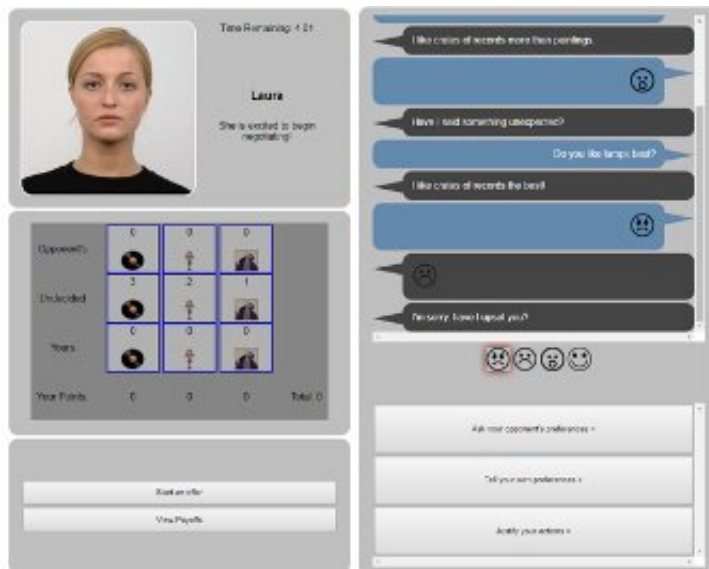 Time Remaining: 4:01
Laura
She is excited to begin
negotiating!
Opponent's
0 0 0
Undecided
3 2 1
Yours
0 0 0
Your Points: 0 0 0 Total: 0
Start an offer
View Payoffs
I like crates of records more than paintings.
Have I said something unexpected?
Do you like lamps best?
I like crates of records the best!
I'm sorry, have I upset you?
Ask your opponent's preferences >
Tell your own preferences >
Justify your actions >